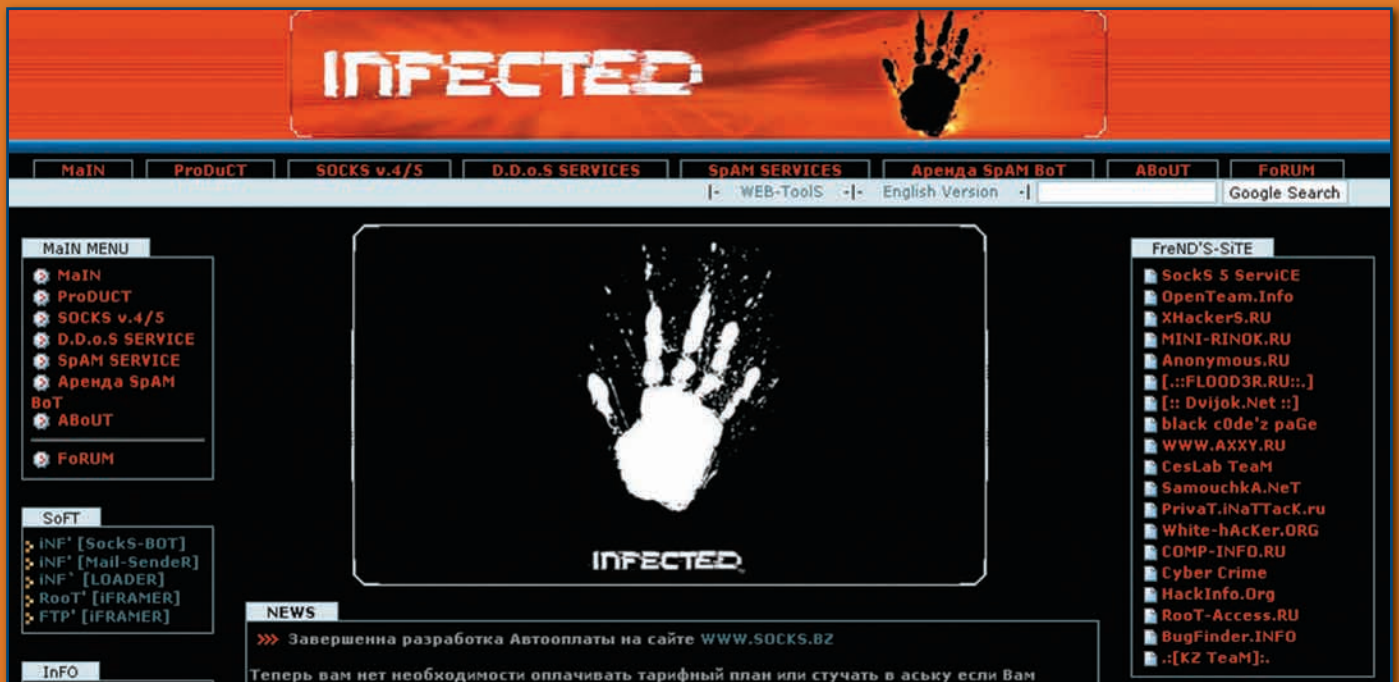 INFECTED
MaIN ProDuCT SOCKS v.4/5 D.D.o.S SERVICES SpAM SERVICES Аренда SpAM BoT ABoUT FoRUM
|- WEB-ToolS -|- English Version -| Google Search
MaIN MENU
MaIN
ProDUCT
SOCKS v.4/5
D.D.o.S SERVICE
SpAM SERVICE
Аренда SpAM
BoT
ABoUT
FoRUM
SoFT
iNF' [SockS-BOT]
iNF' [Mail-SendeR]
iNF` [LOADER]
RooT' [iFRAMER]
FTP' [iFRAMER]
InFO
INFECTED
NEWS
>>> Завершенна разработка Автооплаты на сайте WWW.SOCKS.BZ
Теперь вам нет необходимости оплачивать тарифный план или стучать в аську если Вам
FreND'S-SiTE
SockS 5 ServiCE
OpenTeam.Info
XHackerS.RU
MINI-RINOK.RU
Anonymous.RU
[.::FLOOD3R.RU::.]
[:: Dvijok.Net ::]
black c0de'z paGe
WWW.AXXY.RU
CesLab TeaM
SamouchkA.NeT
PrivaT.iNaTTacK.ru
White-hAcKer.ORG
COMP-INFO.RU
Cyber Crime
HackInfo.Org
RooT-Access.RU
BugFinder.INFO
.:[KZ TeaM]:.